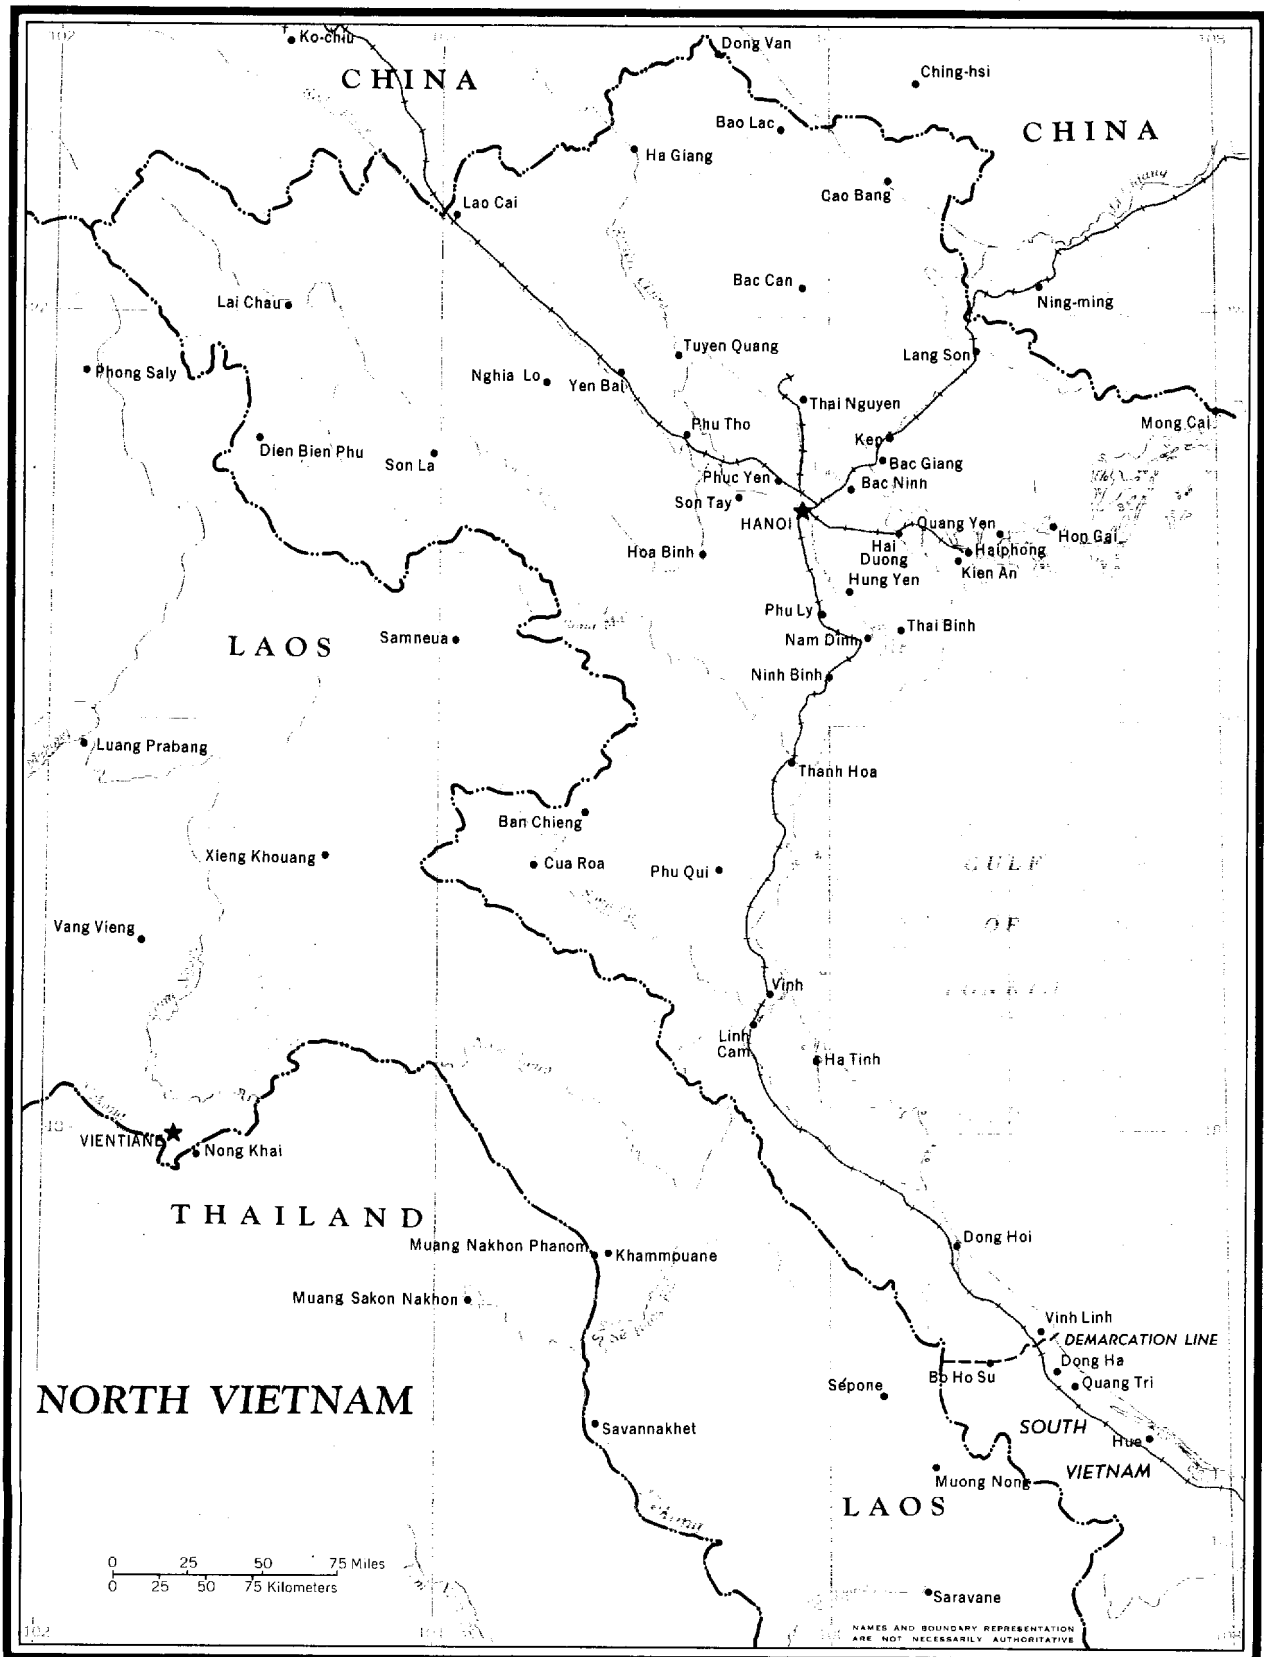 102
Ko-chiu
CHINA
Dong Van
Ching-hsi
CHINA
Bao Lac
Ha Giang
Cao Bang
Lao Cai
Lai Chau
Bac Can
Ning-ming
Tuyen Quang
Lang Son
Phong Saly
Nghia Lo
Yen Bai
Thai Nguyen
Mong Cai
Phu Tho
Kep
Dien Bien Phu
Son La
Bac Giang
Phuc Yen
Bac Ninh
Son Tay
HANOI
Quang Yen
Hon Gai
Hoa Binh
Hai
Duong
Haiphong
Kien An
Hung Yen
Phu Ly
Thai Binh
LAOS
Samneua
Nam Dinh
Ninh Binh
Luang Prabang
Thanh Hoa
Ban Chieng
Xieng Khouang
Cua Roa
Phu Qui
GULF
OF
Vang Vieng
Vinh
Linh
Cam
Ha Tinh
VIENTIANE
Nong Khai
THAILAND
Muang Nakhon Phanom
Khammouane
Dong Hoi
Muang Sakon Nakhon
Vinh Linh
DEMARCATION LINE
Bo Ho Su
Dong Ha
Sepone
Quang Tri
NORTH VIETNAM
Savannakhet
SOUTH
Hue
VIETNAM
Muong Nong
LAOS
0 25 50 75 Miles
0 25 50 75 Kilometers
Saravane
NAMES AND BOUNDARY REPRESENTATION
ARE NOT NECESSARILY AUTHORITATIVE
102